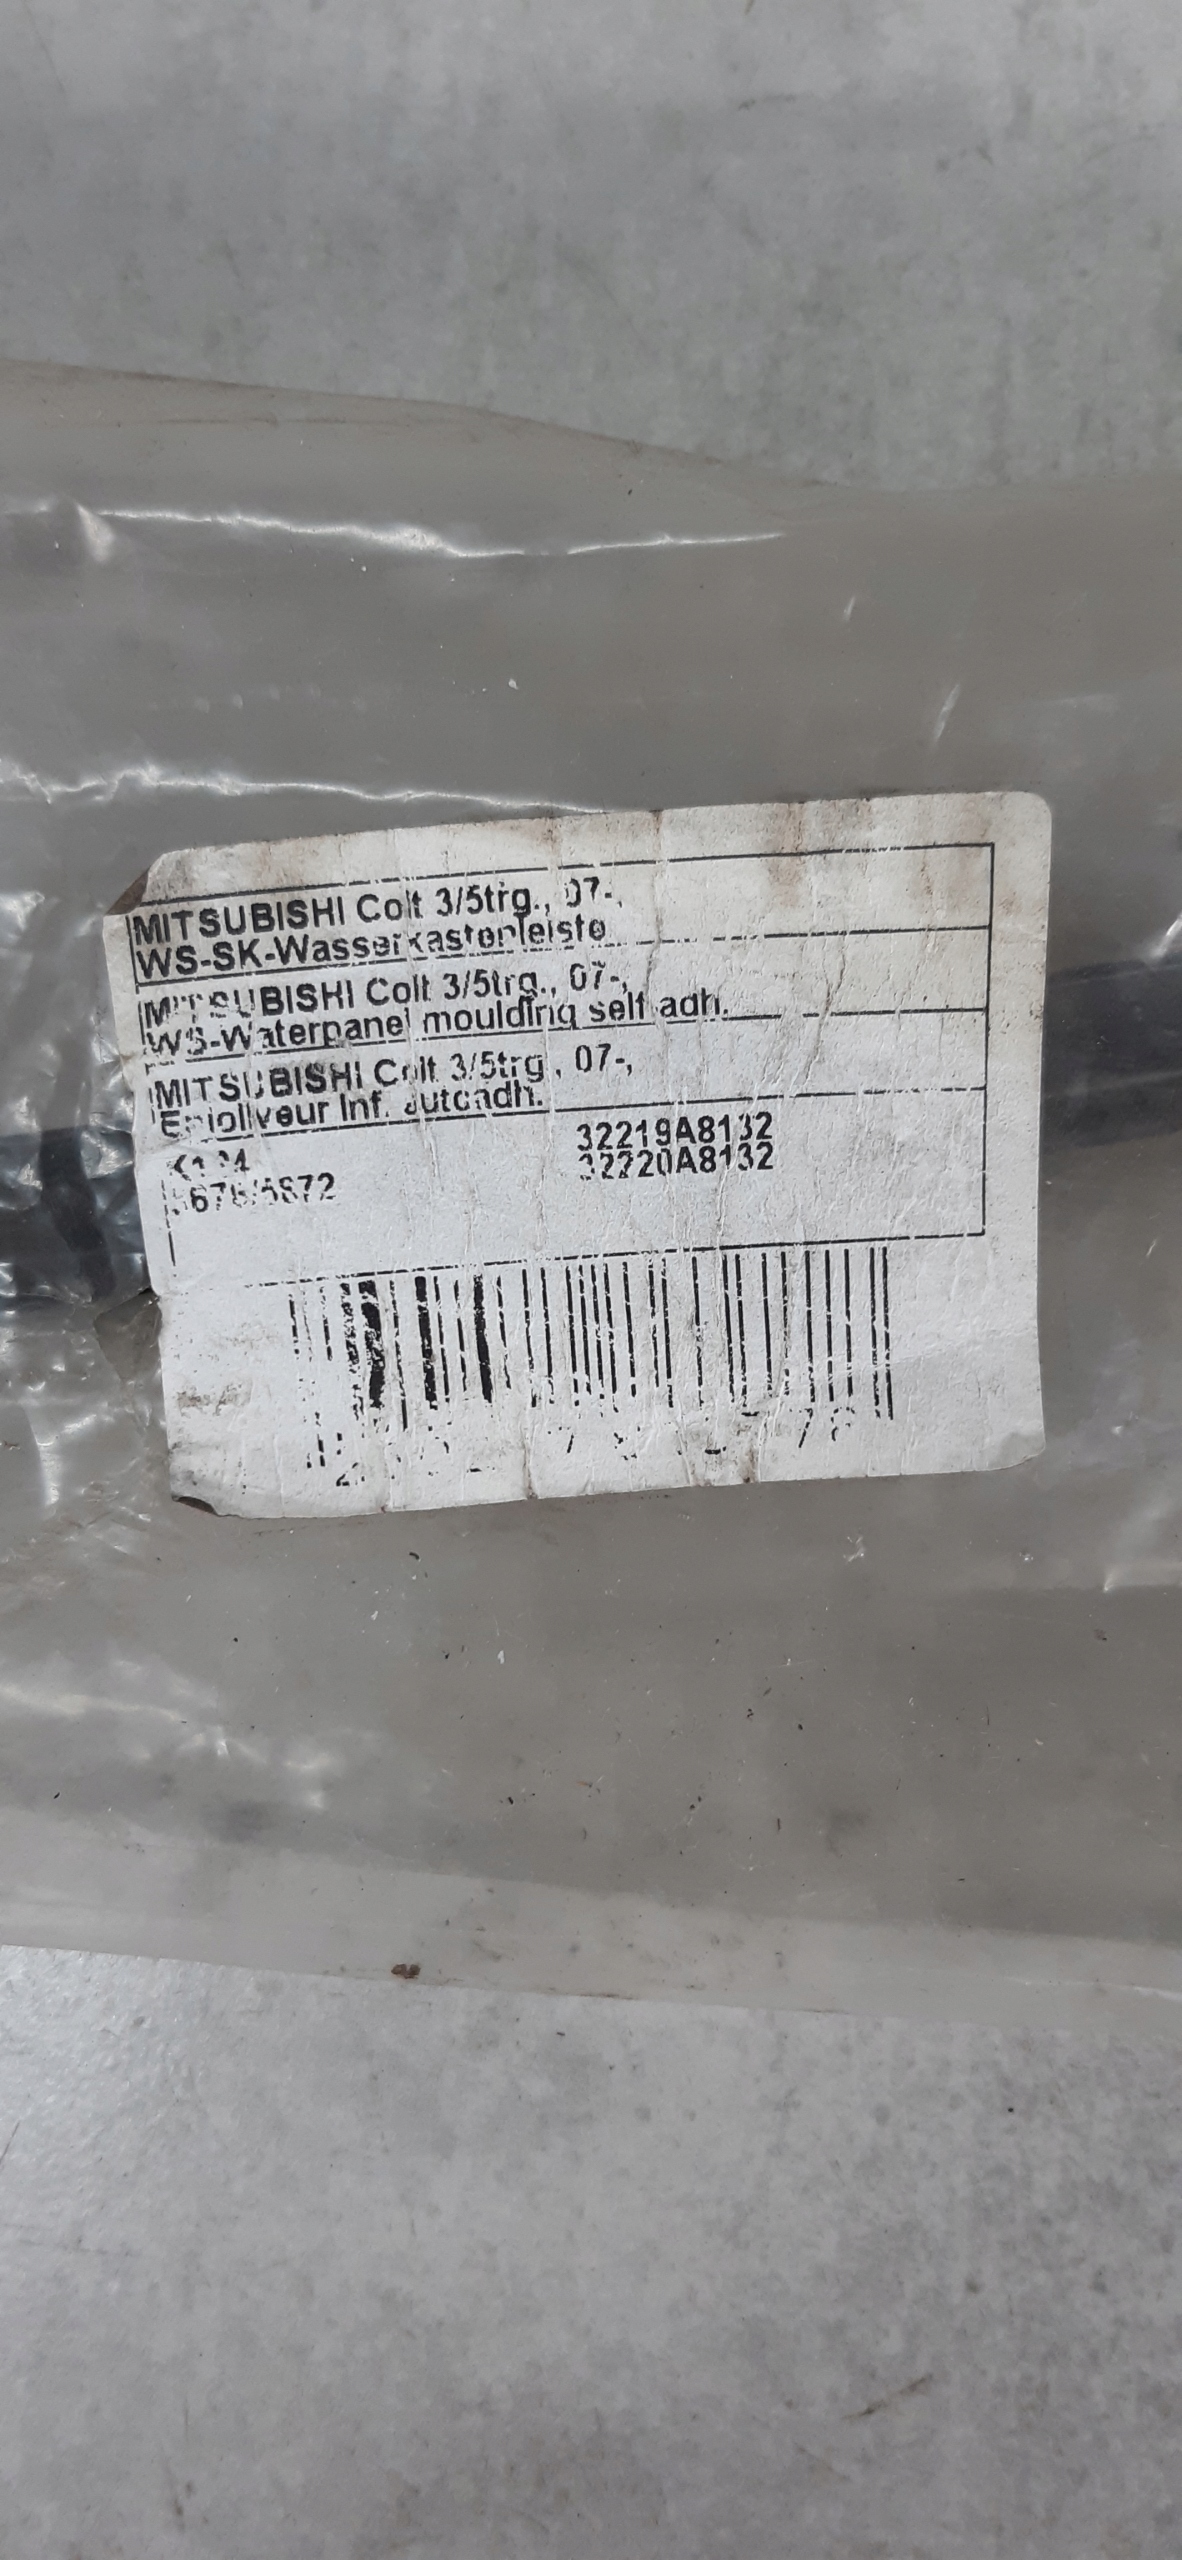 MITSUBISHI Colt 3/5trg., 07-,
WS-SK-Wasserkastenleiste
MITSUBISHI Colt 3/5trg., 07-,
WS-Waterpanel moulding self adh.
MITSUBISHI Colt 3/5trg., 07-,
Enjoliveur Inf. autoadh.
32219A8132
32220A8132